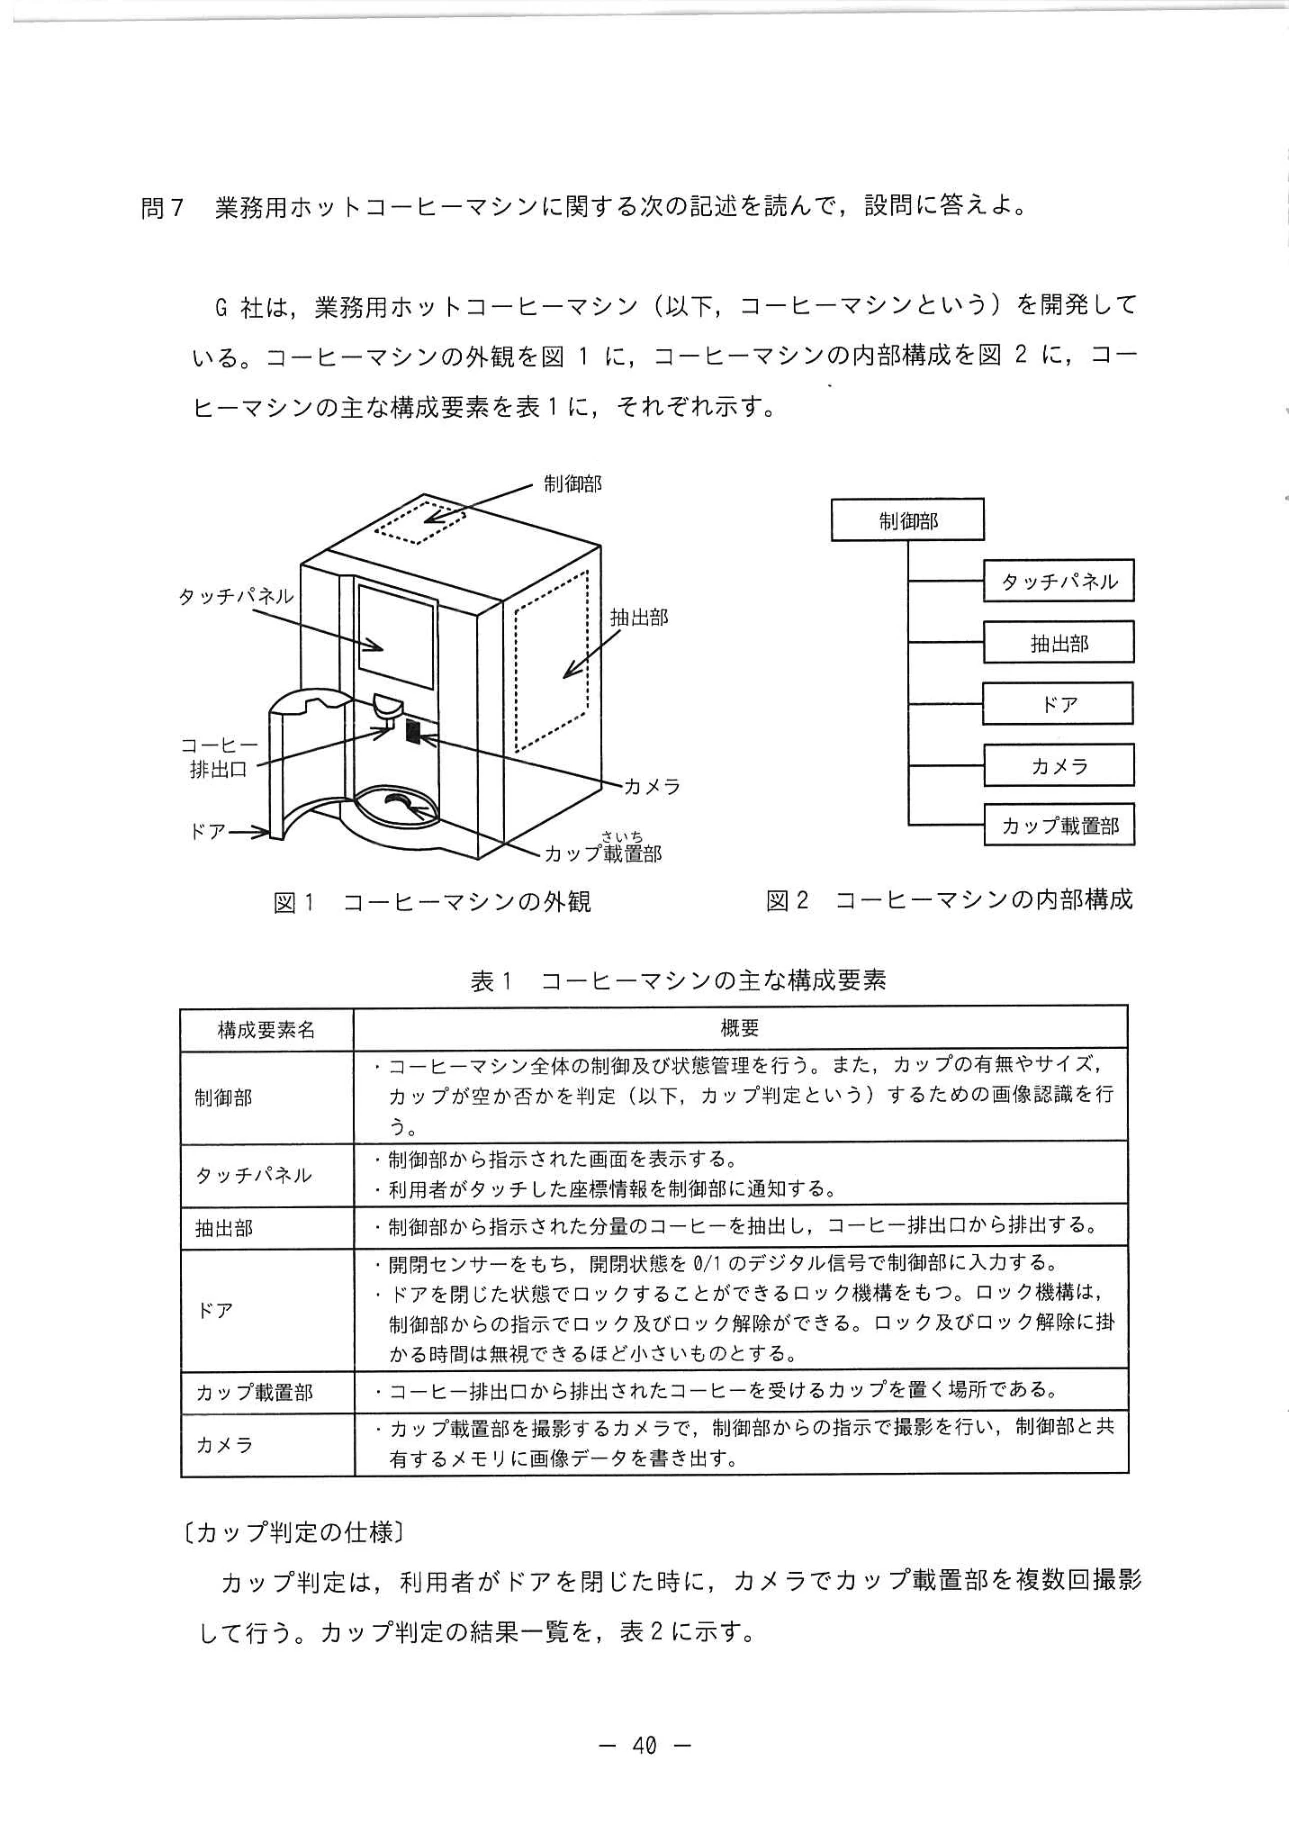 問7　業務用ホットコーヒーマシンに関する次の記述を読んで，設問に答えよ。
G 社は，業務用ホットコーヒーマシン（以下，コーヒーマシンという）を開発して
いる。コーヒーマシンの外観を図 1 に，コーヒーマシンの内部構成を図 2 に，コー
ヒーマシンの主な構成要素を表1に，それぞれ示す。
制御部
タッチパネル
抽出部
コーヒー
排出口
カメラ
ドア
さいち
カップ載置部
図1　コーヒーマシンの外観
制御部
タッチパネル
抽出部
ドア
カメラ
カップ載置部
図2　コーヒーマシンの内部構成
表1　コーヒーマシンの主な構成要素
構成要素名　概要
制御部
・コーヒーマシン全体の制御及び状態管理を行う。また，カップの有無やサイズ，
カップが空か否かを判定（以下，カップ判定という）するための画像認識を行
う。
タッチパネル
・制御部から指示された画面を表示する。
・利用者がタッチした座標情報を制御部に通知する。
抽出部
・制御部から指示された分量のコーヒーを抽出し，コーヒー排出口から排出する。
ドア
・開閉センサーをもち，開閉状態を 0/1 のデジタル信号で制御部に入力する。
・ドアを閉じた状態でロックすることができるロック機構をもつ。ロック機構は，
制御部からの指示でロック及びロック解除ができる。ロック及びロック解除に掛
かる時間は無視できるほど小さいものとする。
カップ載置部
・コーヒー排出口から排出されたコーヒーを受けるカップを置く場所である。
カメラ
・カップ載置部を撮影するカメラで，制御部からの指示で撮影を行い，制御部と共
有するメモリに画像データを書き出す。
〔カップ判定の仕様〕
カップ判定は，利用者がドアを閉じた時に，カメラでカップ載置部を複数回撮影
して行う。カップ判定の結果一覧を，表2に示す。
－ 40 －